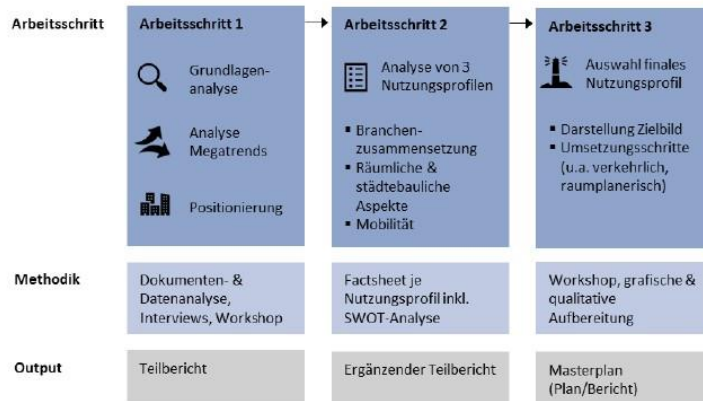 Arbeitsschritt
Arbeitsschritt 1
Grundlagen-
analyse
Analyse
Megatrends
Positionierung
Arbeitsschritt 2
Analyse von 3
Nutzungsprofilen
▪ Branchen-
zusammensetzung
▪ Räumliche &
städtebauliche
Aspekte
▪ Mobilität
Arbeitsschritt 3
Auswahl finales
Nutzungsprofil
▪ Darstellung Zielbild
▪ Umsetzungsschritte
(u.a. verkehrlich,
raumplanerisch)
Methodik
Dokumenten- &
Datenanalyse,
Interviews, Workshop
Factsheet je
Nutzungsprofil inkl.
SWOT-Analyse
Workshop, grafische &
qualitative
Aufbereitung
Output
Teilbericht
Ergänzender Teilbericht
Masterplan
(Plan/Bericht)